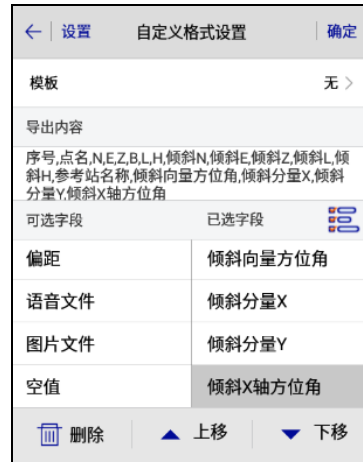 ← 设置 自定义格式设置 确定
模板 无 >
导出内容
序号,点名,N,E,Z,B,L,H,倾斜N,倾斜E,倾斜Z,倾斜L,倾
斜H,参考站名称,倾斜向量方位角,倾斜分量X,倾斜
分量Y,倾斜X轴方位角
可选字段 已选字段
偏距 倾斜向量方位角
语音文件 倾斜分量X
图片文件 倾斜分量Y
空值 倾斜X轴方位角
删除 上移 下移